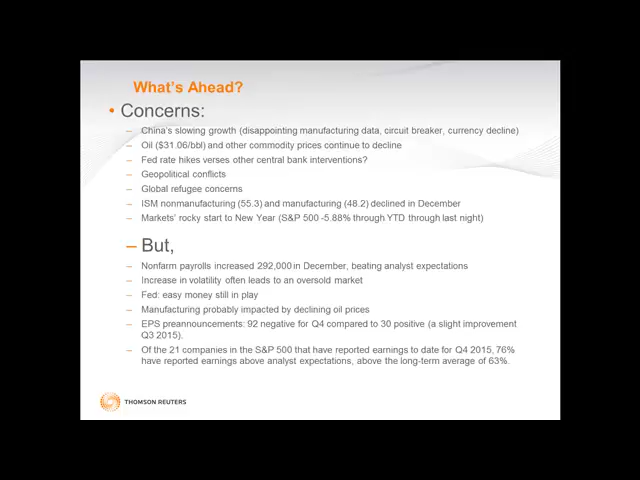 What's Ahead?
• Concerns:
– China's slowing growth (disappointing manufacturing data, circuit breaker, currency decline)
– Oil ($31.06/bbl) and other commodity prices continue to decline
– Fed rate hikes verses other central bank interventions?
– Geopolitical conflicts
– Global refugee concerns
– ISM nonmanufacturing (55.3) and manufacturing (48.2) declined in December
– Markets' rocky start to New Year (S&P 500 -5.88% through YTD through last night)
– But,
– Nonfarm payrolls increased 292,000 in December, beating analyst expectations
– Increase in volatility often leads to an oversold market
– Fed: easy money still in play
– Manufacturing probably impacted by declining oil prices
– EPS preannouncements: 92 negative for Q4 compared to 30 positive (a slight improvement
Q3 2015).
– Of the 21 companies in the S&P 500 that have reported earnings to date for Q4 2015, 76%
have reported earnings above analyst expectations, above the long-term average of 63%.
THOMSON REUTERS